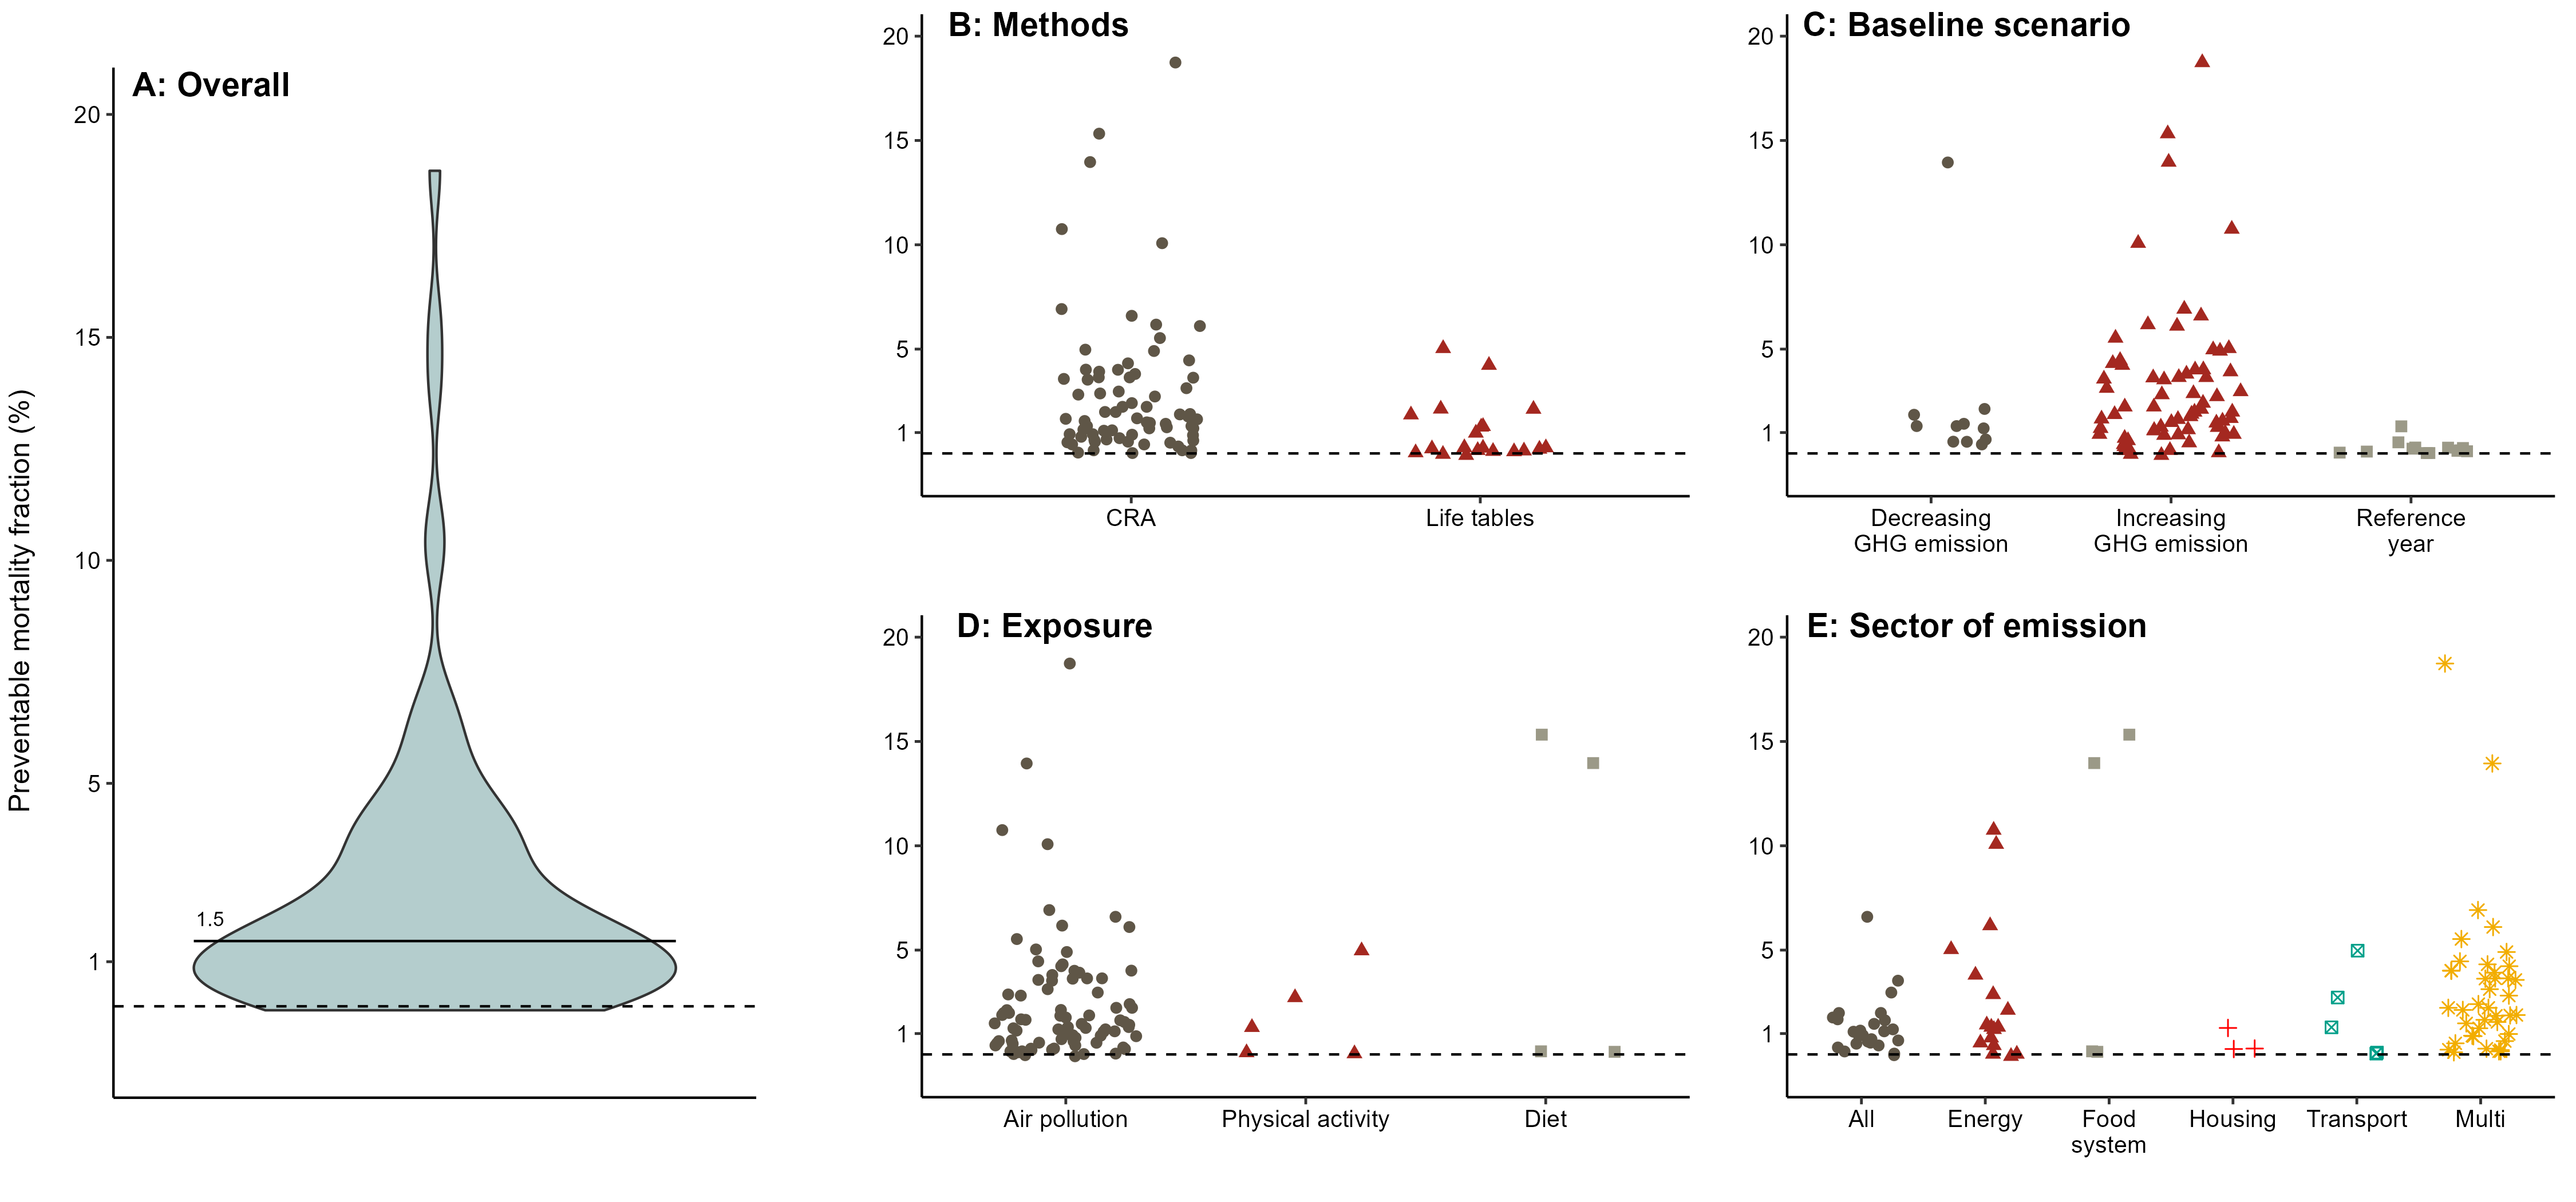 Preventable mortality fraction (%)
A: Overall
20
15
10
5
1
1.5
B: Methods
20
15
10
5
1
CRA
Life tables
C: Baseline scenario
20
15
10
5
1
Decreasing
GHG emission
Increasing
GHG emission
Reference
year
D: Exposure
20
15
10
5
1
Air pollution
Physical activity
Diet
E: Sector of emission
20
15
10
5
1
All
Energy
Food
system
Housing
Transport
Multi